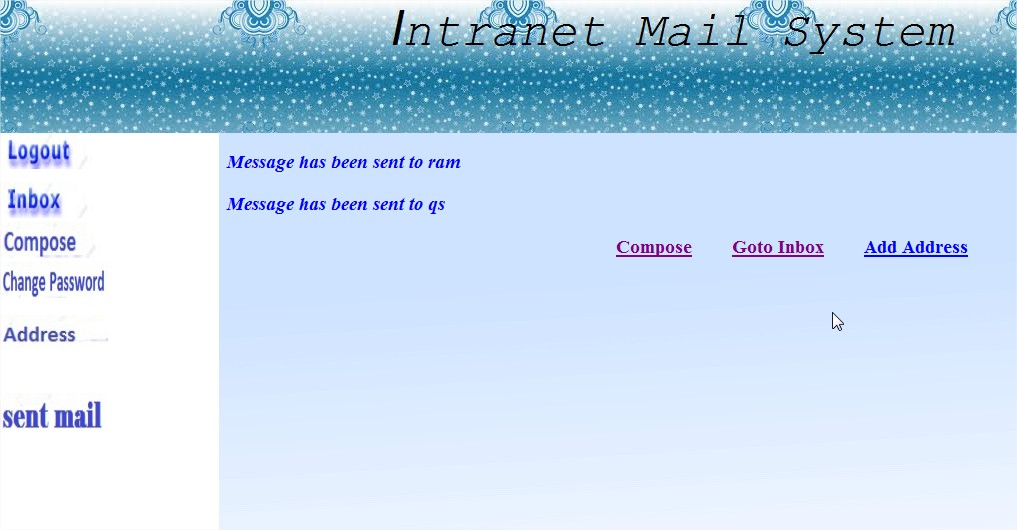 Intranet Mail System
Logout
Inbox
Compose
Change Password
Address
sent mail
Message has been sent to ram
Message has been sent to qs
Compose Goto Inbox Add Address